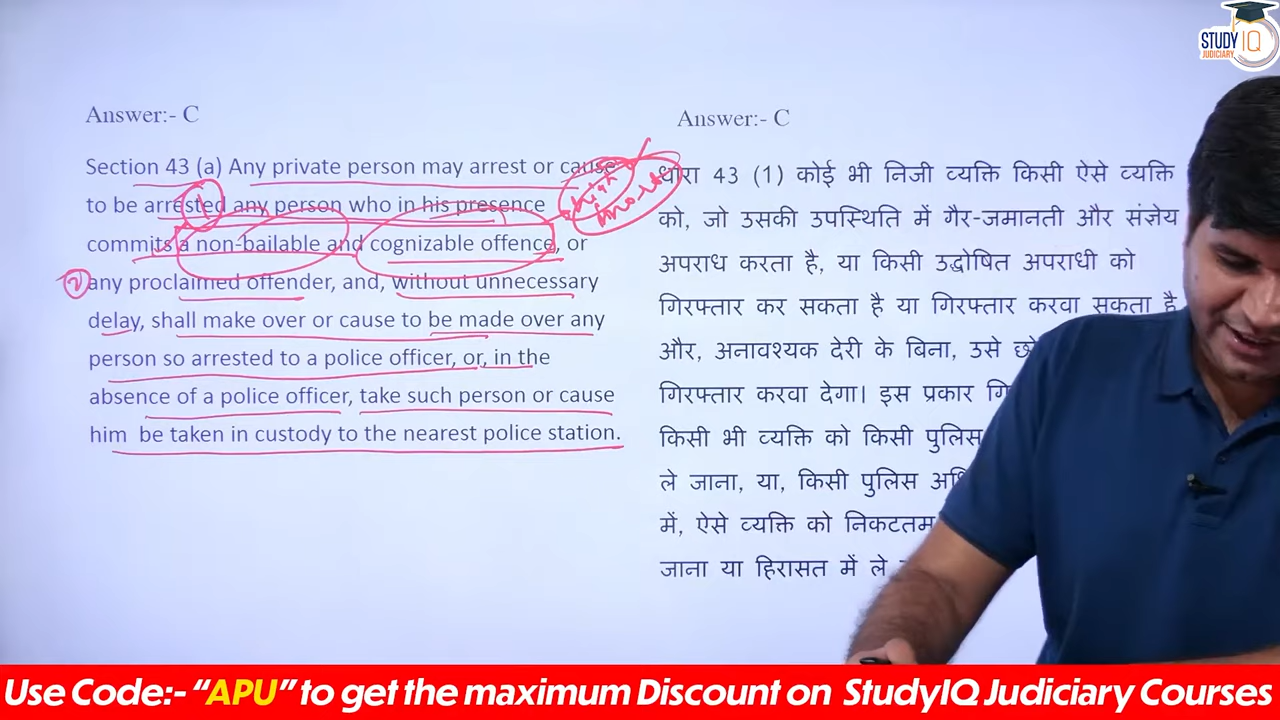 STUDY IQ
JUDICIARY
Answer:- C
Section 43 (a) Any private person may arrest or cause
to be arrested any person who in his presence
commits a non-bailable and cognizable offence, or
any proclaimed offender, and, without unnecessary
delay, shall make over or cause to be made over any
person so arrested to a police officer, or, in the
absence of a police officer, take such person or cause
him be taken in custody to the nearest police station.
1
2
Answer:- C
धारा 43 (1) कोई भी निजी व्यक्ति किसी ऐसे व्यक्ति
को, जो उसकी उपस्थिति में गैर-जमानती और संज्ञेय
अपराध करता है, या किसी उद्घोषित अपराधी को
गिरफ्तार कर सकता है या गिरफ्तार करवा सकता है
और, अनावश्यक देरी के बिना, उसे
गिरफ्तार करवा देगा। इस प्रकार
किसी भी व्यक्ति को किसी पुलिस
ले जाना, या, किसी पुलिस
में, ऐसे व्यक्ति को निकटतम
जाना या हिरासत में ले
Use Code:- “APU” to get the maximum Discount on StudyIQ Judiciary Courses